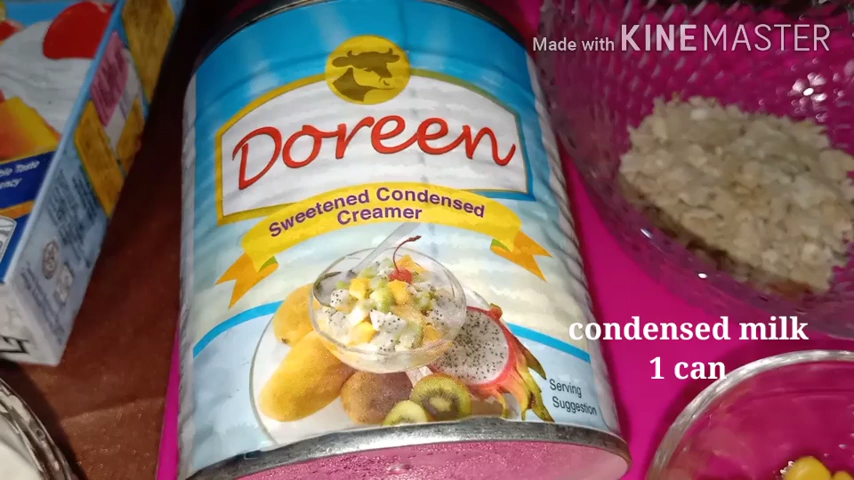 Made with KINEMASTER
Doreen
Sweetened Condensed
Creamer
condensed milk
1 can
Serving
Suggestion